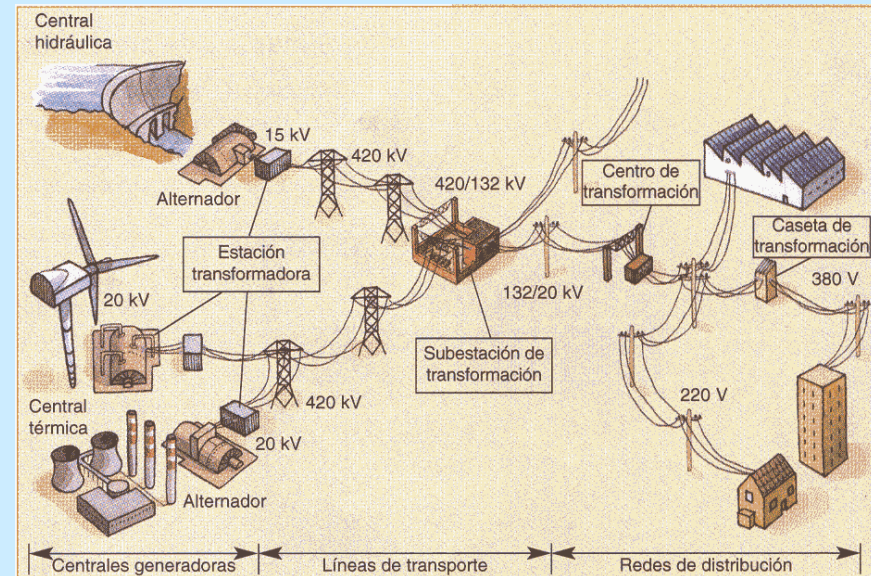 Central
hidráulica
15 kV
420 kV
Alternador
420/132 kV
Centro de
transformación
Caseta de
transformación
Estación
transformadora
20 kV
380 V
132/20 kV
Subestación de
transformación
220 V
Central
térmica
420 kV
20 kV
Alternador
Centrales generadoras
Líneas de transporte
Redes de distribución